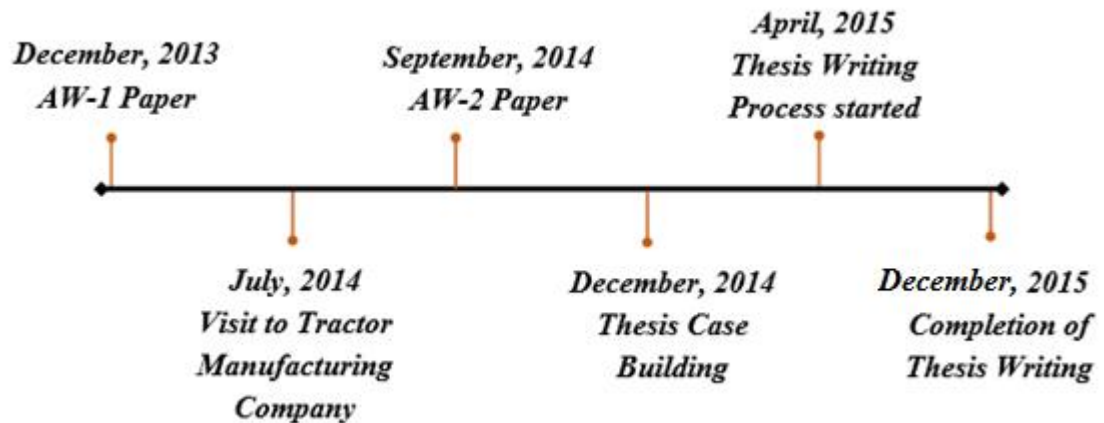 December, 2013
AW-1 Paper
July, 2014
Visit to Tractor
Manufacturing
Company
September, 2014
AW-2 Paper
December, 2014
Thesis Case
Building
April, 2015
Thesis Writing
Process started
December, 2015
Completion of
Thesis Writing